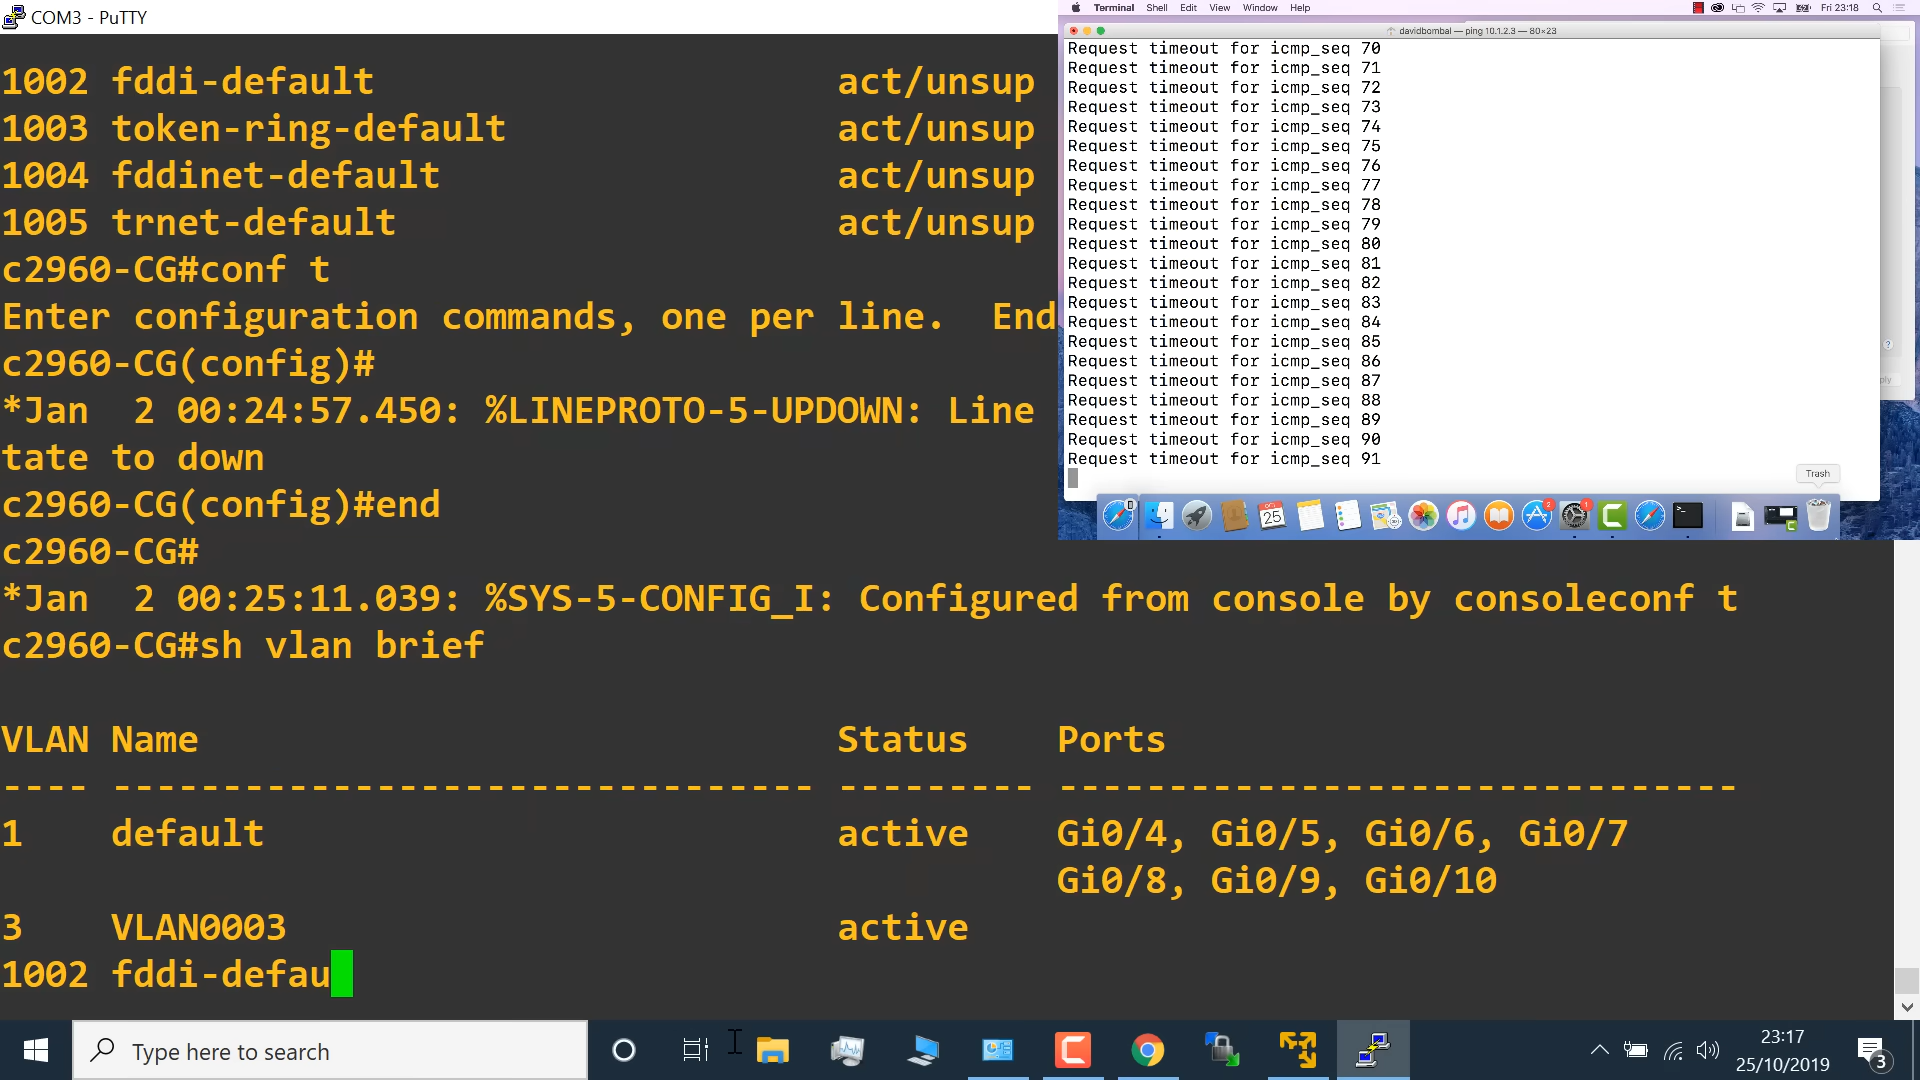 COM3 - PuTTY
1002 fddi-default act/unsup
1003 token-ring-default act/unsup
1004 fddinet-default act/unsup
1005 trnet-default act/unsup
c2960-CG#conf t
Enter configuration commands, one per line.  End
c2960-CG(config)#
*Jan  2 00:24:57.450: %LINEPROTO-5-UPDOWN: Line
tate to down
c2960-CG(config)#end
c2960-CG#
*Jan  2 00:25:11.039: %SYS-5-CONFIG_I: Configured from console by consoleconf t
c2960-CG#sh vlan brief
VLAN Name Status Ports
---- -------------------------------- --------- -------------------------------
1 default active Gi0/4, Gi0/5, Gi0/6, Gi0/7
Gi0/8, Gi0/9, Gi0/10
3 VLAN0003 active
1002 fddi-defau
Terminal Shell Edit View Window Help Fri 23:18
davidbombal — ping 10.1.2.3 — 80×23
Request timeout for icmp_seq 70
Request timeout for icmp_seq 71
Request timeout for icmp_seq 72
Request timeout for icmp_seq 73
Request timeout for icmp_seq 74
Request timeout for icmp_seq 75
Request timeout for icmp_seq 76
Request timeout for icmp_seq 77
Request timeout for icmp_seq 78
Request timeout for icmp_seq 79
Request timeout for icmp_seq 80
Request timeout for icmp_seq 81
Request timeout for icmp_seq 82
Request timeout for icmp_seq 83
Request timeout for icmp_seq 84
Request timeout for icmp_seq 85
Request timeout for icmp_seq 86
Request timeout for icmp_seq 87
Request timeout for icmp_seq 88
Request timeout for icmp_seq 89
Request timeout for icmp_seq 90
Request timeout for icmp_seq 91
Trash
25
Type here to search
23:17
25/10/2019
3